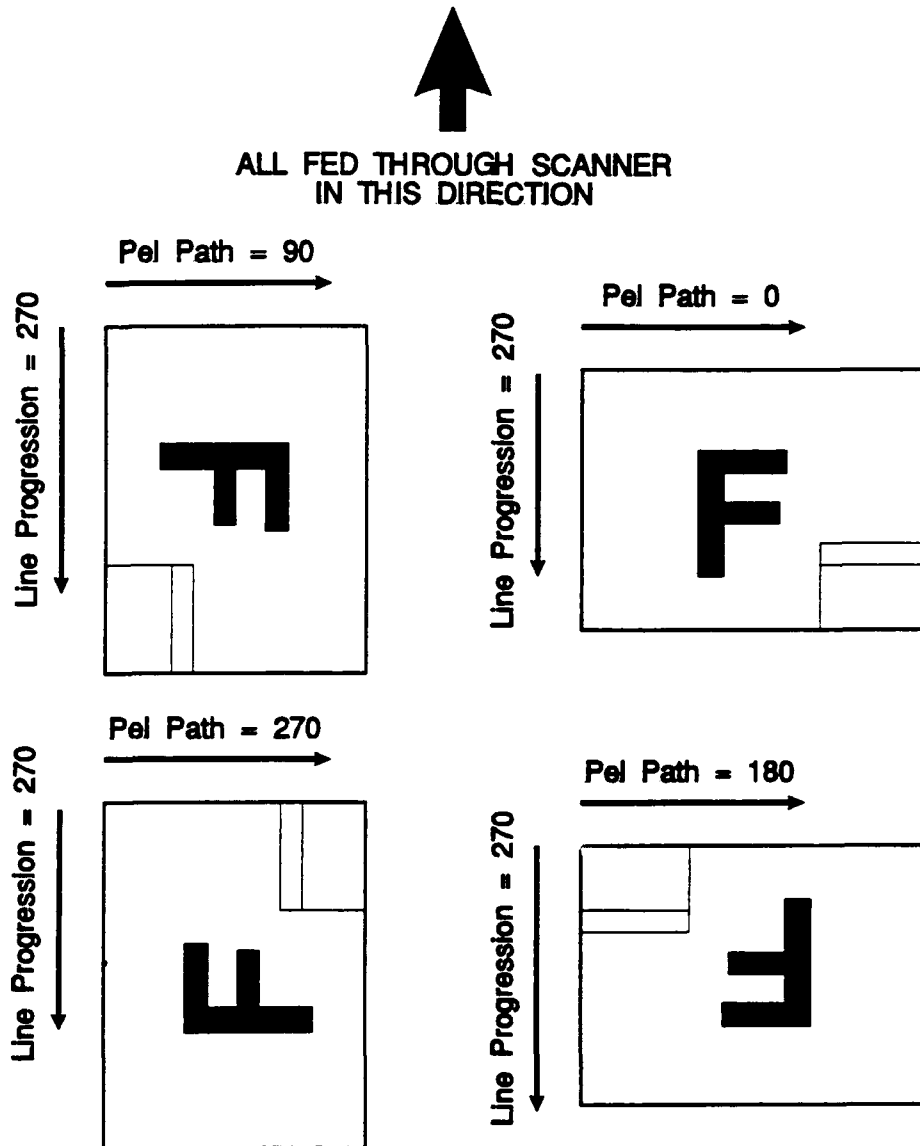 ALL FED THROUGH SCANNER
IN THIS DIRECTION
Pel Path = 90
Line Progression = 270
F
Pel Path = 0
Line Progression = 270
F
Pel Path = 270
Line Progression = 270
F
Pel Path = 180
Line Progression = 270
F